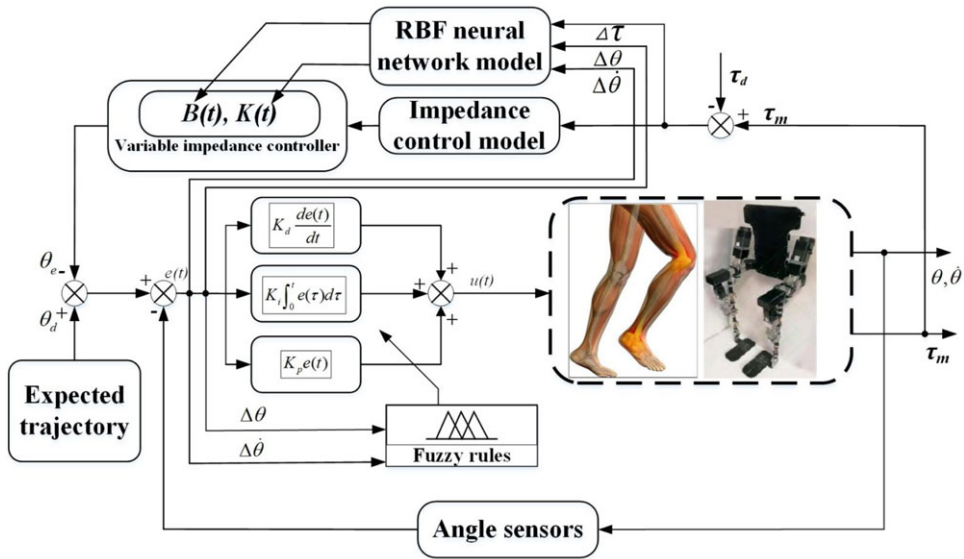 RBF neural
network model
Δτ
Δθ
Δθ̇
τd
-
+
τm
B(t), K(t)
Variable impedance controller
Impedance
control model
Kd de(t)/dt
θe -
+
e(t)
-
Ki ∫₀ᵗ e(τ)dτ
+
+
+
u(t)
θd +
Kp e(t)
θ, θ̇
τm
Expected
trajectory
Δθ
Δθ̇
Fuzzy rules
Angle sensors